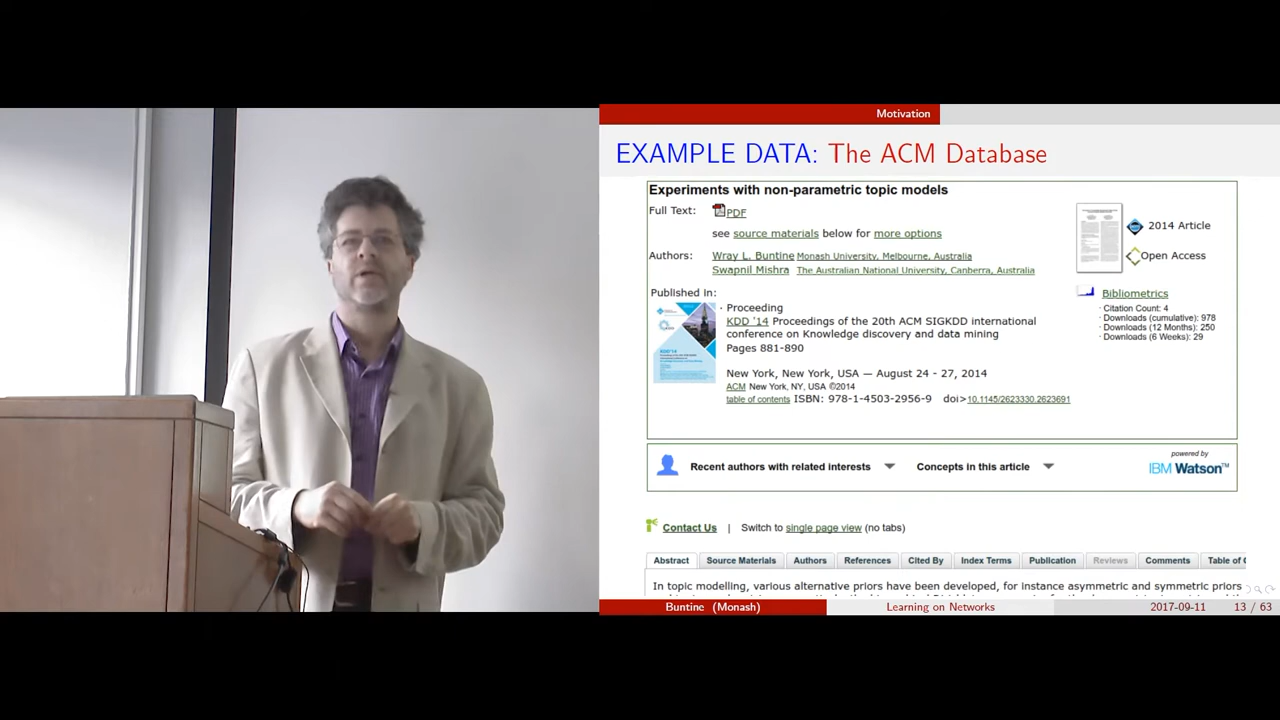 Motivation
EXAMPLE DATA: The ACM Database
Experiments with non-parametric topic models
Full Text: PDF
see source materials below for more options
2014 Article
Authors: Wray L. Buntine Monash University, Melbourne, Australia
Swapnil Mishra The Australian National University, Canberra, Australia
Open Access
Published in:
Bibliometrics
· Citation Count: 4
· Downloads (cumulative): 978
· Downloads (12 Months): 250
· Downloads (6 Weeks): 29
· Proceeding
KDD '14 Proceedings of the 20th ACM SIGKDD international
conference on Knowledge discovery and data mining
Pages 881-890
New York, New York, USA — August 24 - 27, 2014
ACM New York, NY, USA ©2014
table of contents ISBN: 978-1-4503-2956-9 doi>10.1145/2623330.2623691
Recent authors with related interests Concepts in this article
powered by
IBM Watson™
Contact Us | Switch to single page view (no tabs)
Abstract Source Materials Authors References Cited By Index Terms Publication Reviews Comments Table of
In topic modelling, various alternative priors have been developed, for instance asymmetric and symmetric priors
Buntine (Monash) Learning on Networks 2017-09-11 13 / 63